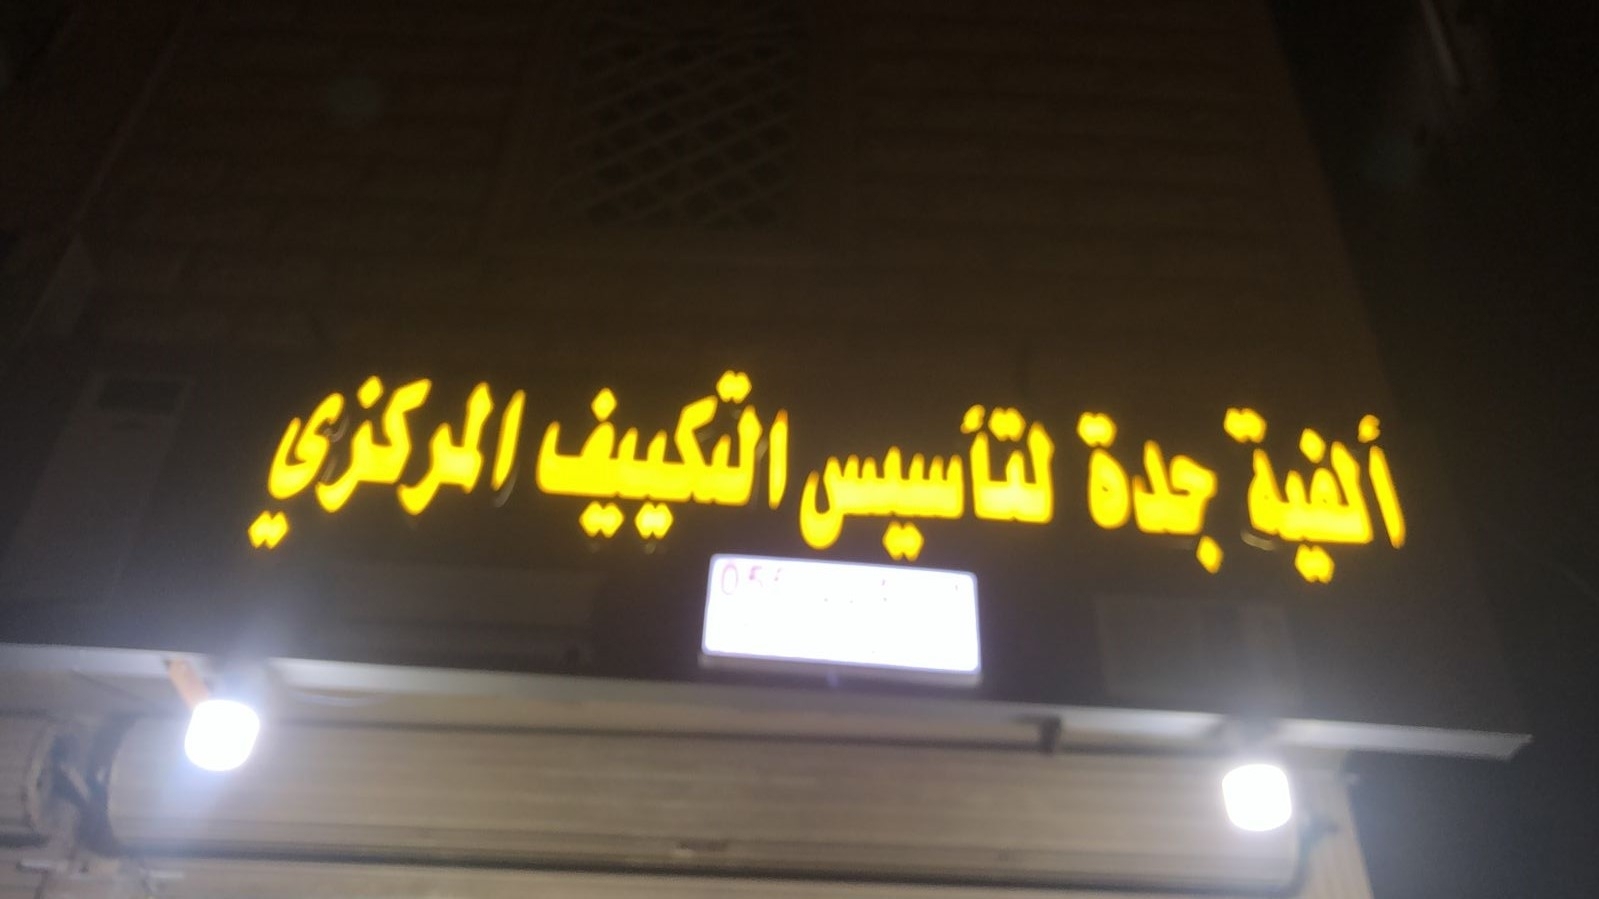 ألفية جدة لتأسيس التكييف المركزي